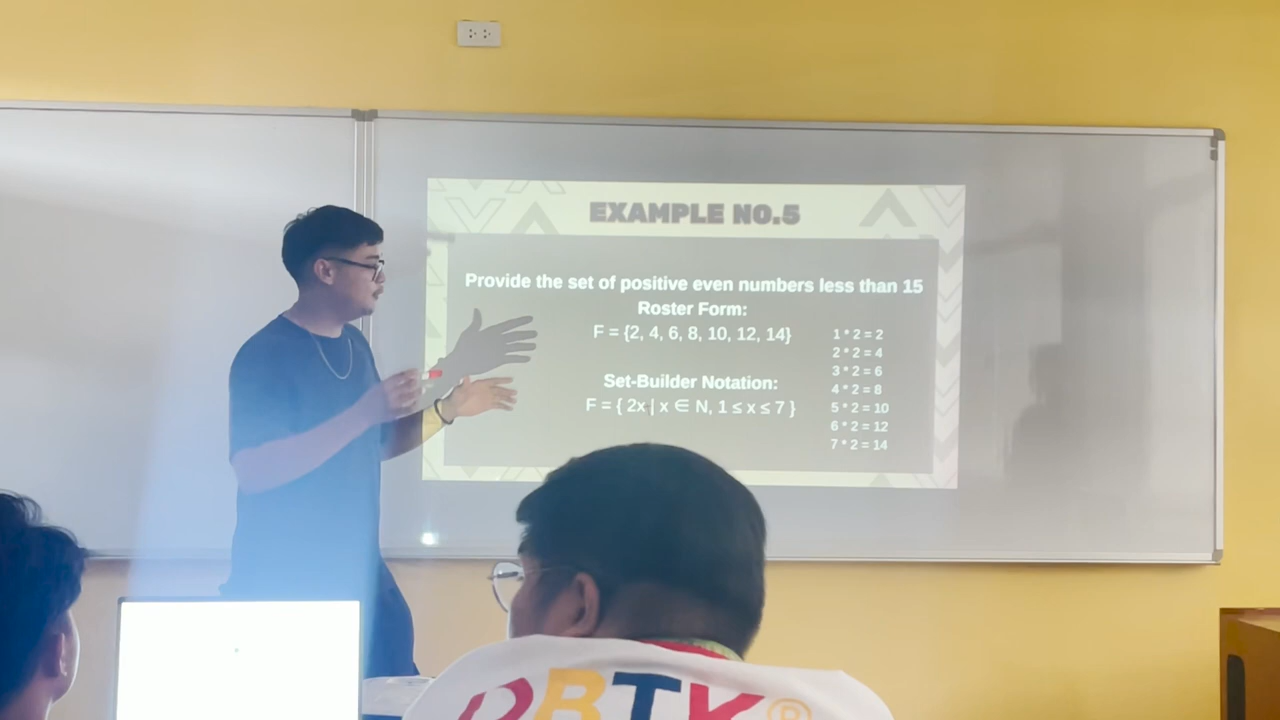 EXAMPLE NO.5
Provide the set of positive even numbers less than 15
Roster Form:
F = {2, 4, 6, 8, 10, 12, 14}
Set-Builder Notation:
F = { 2x | x ∈ N, 1 ≤ x ≤ 7 }
1 * 2 = 2
2 * 2 = 4
3 * 2 = 6
4 * 2 = 8
5 * 2 = 10
6 * 2 = 12
7 * 2 = 14
DBTK®